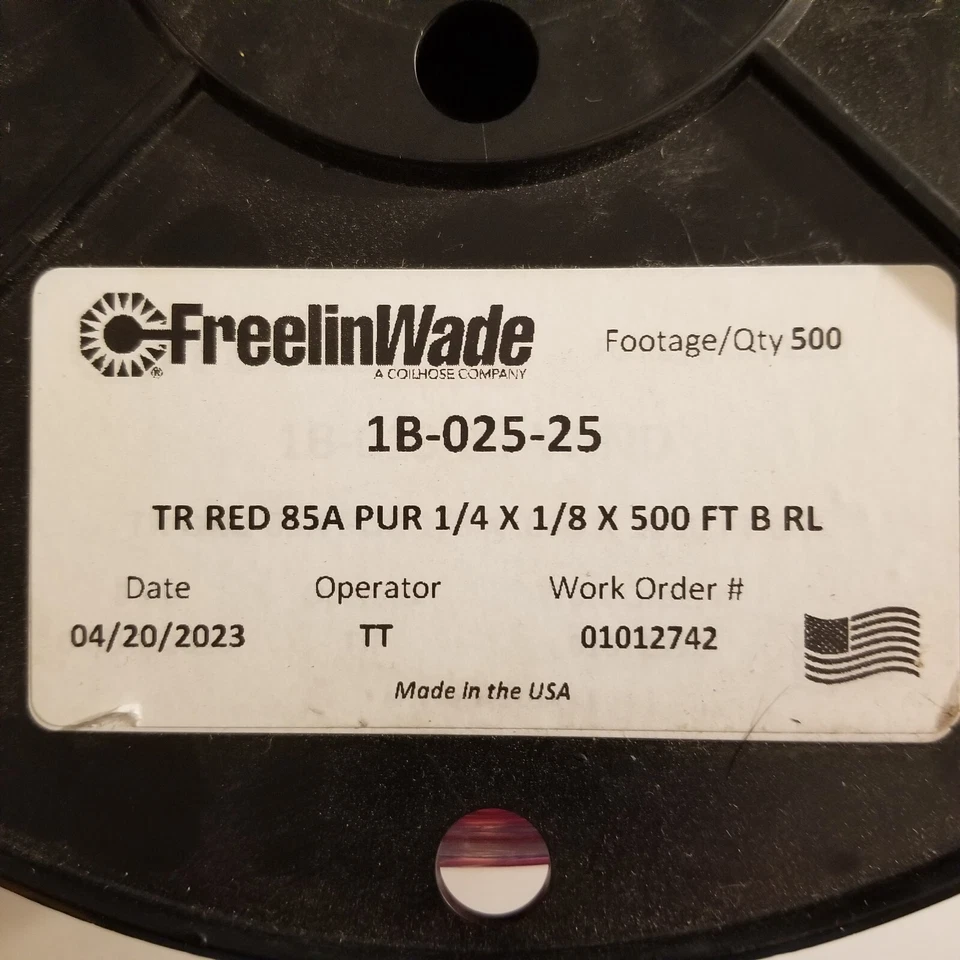 FreelinWade Footage/Qty 500
®
A COILHOSE COMPANY
1B-025-25
TR RED 85A PUR 1/4 X 1/8 X 500 FT B RL
Date Operator Work Order #
04/20/2023 TT 01012742
Made in the USA